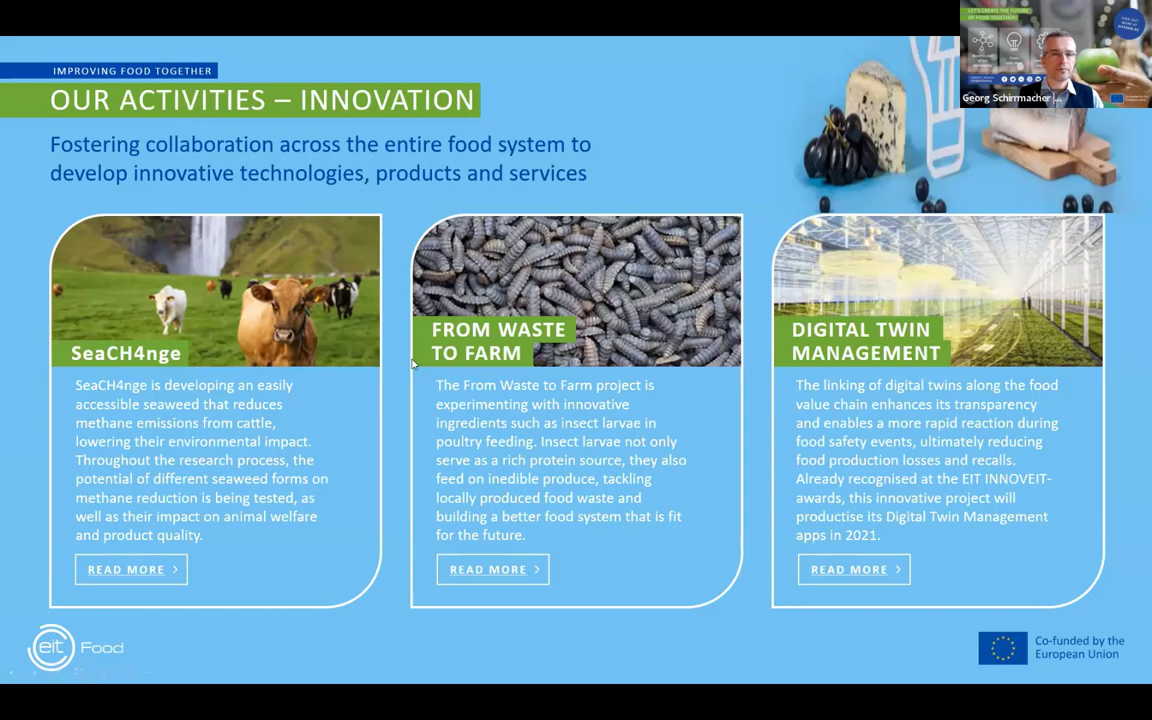 IMPROVING FOOD TOGETHER
OUR ACTIVITIES – INNOVATION
Fostering collaboration across the entire food system to
develop innovative technologies, products and services
LET'S CREATE THE FUTURE
OF FOOD TOGETHER!
Georg Schirrmacher ...
SeaCH4nge
SeaCH4nge is developing an easily
accessible seaweed that reduces
methane emissions from cattle,
lowering their environmental impact.
Throughout the research process, the
potential of different seaweed forms on
methane reduction is being tested, as
well as their impact on animal welfare
and product quality.
READ MORE >
FROM WASTE
TO FARM
The From Waste to Farm project is
experimenting with innovative
ingredients such as insect larvae in
poultry feeding. Insect larvae not only
serve as a rich protein source, they also
feed on inedible produce, tackling
locally produced food waste and
building a better food system that is fit
for the future.
READ MORE >
DIGITAL TWIN
MANAGEMENT
The linking of digital twins along the food
value chain enhances its transparency
and enables a more rapid reaction during
food safety events, ultimately reducing
food production losses and recalls.
Already recognised at the EIT INNOVEIT-
awards, this innovative project will
productise its Digital Twin Management
apps in 2021.
READ MORE >
eit Food
Co-funded by the
European Union